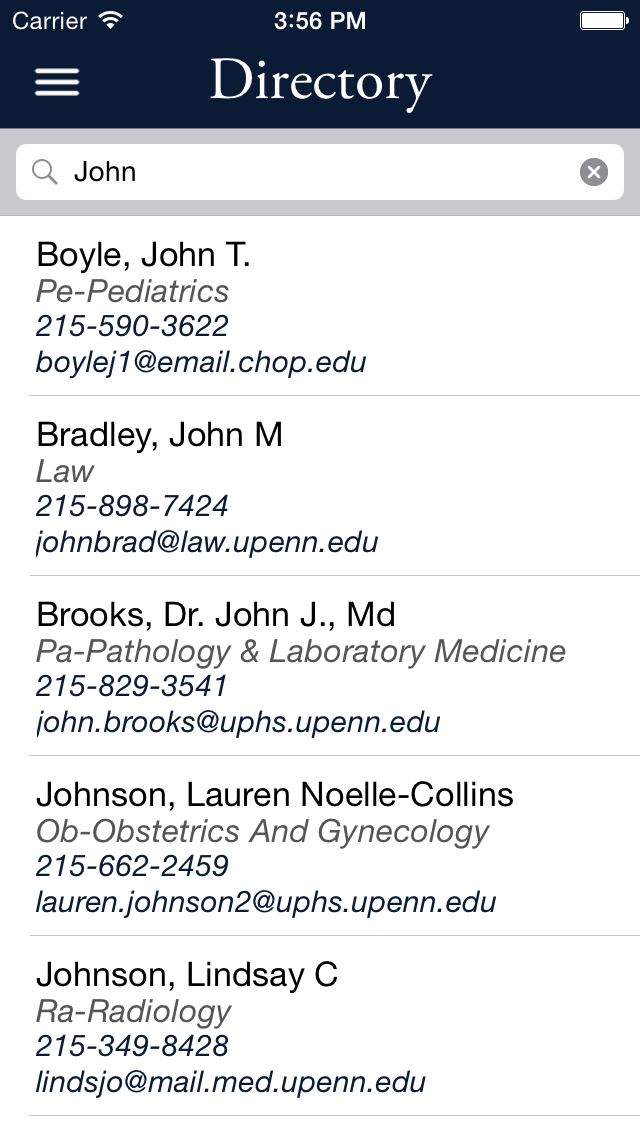 Carrier 3:56 PM
Directory
John
Boyle, John T.
Pe-Pediatrics
215-590-3622
boylej1@email.chop.edu
Bradley, John M
Law
215-898-7424
johnbrad@law.upenn.edu
Brooks, Dr. John J., Md
Pa-Pathology & Laboratory Medicine
215-829-3541
john.brooks@uphs.upenn.edu
Johnson, Lauren Noelle-Collins
Ob-Obstetrics And Gynecology
215-662-2459
lauren.johnson2@uphs.upenn.edu
Johnson, Lindsay C
Ra-Radiology
215-349-8428
lindsjo@mail.med.upenn.edu